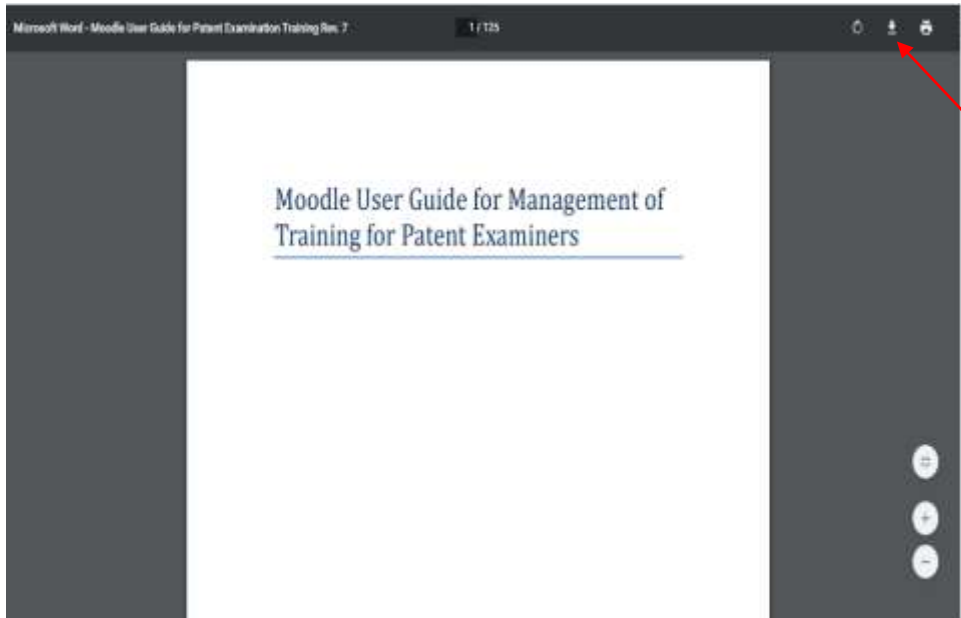 Microsoft Word - Moodle User Guide for Patent Examination Training Rev. 7
1 / 125
Moodle User Guide for Management of
Training for Patent Examiners